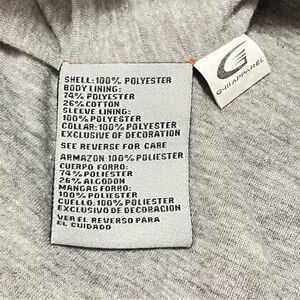 SHELL: 100% POLYESTER
BODY LINING:
74% POLYESTER
26% COTTON
SLEEVE LINING:
100% POLYESTER
COLLAR: 100% POLYESTER
EXCLUSIVE OF DECORATION
SEE REVERSE FOR CARE
ARMAZON: 100% POLIESTER
CUERPO FORRO:
74% POLIESTER
26% ALGODON
MANGAS FORRO:
100% POLIESTER
CUELLO: 100% POLIESTER
EXCLUSIVO DE DECORACION
VER EL REVERSO PARA
EL CUIDADO
G-III APPAREL